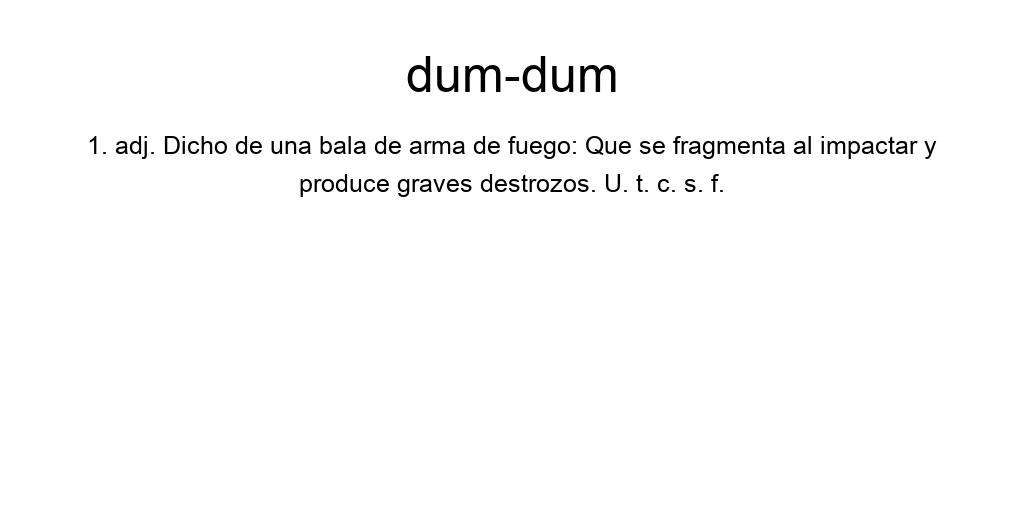 dum-dum
1. adj. Dicho de una bala de arma de fuego: Que se fragmenta al impactar y
produce graves destrozos. U. t. c. s. f.